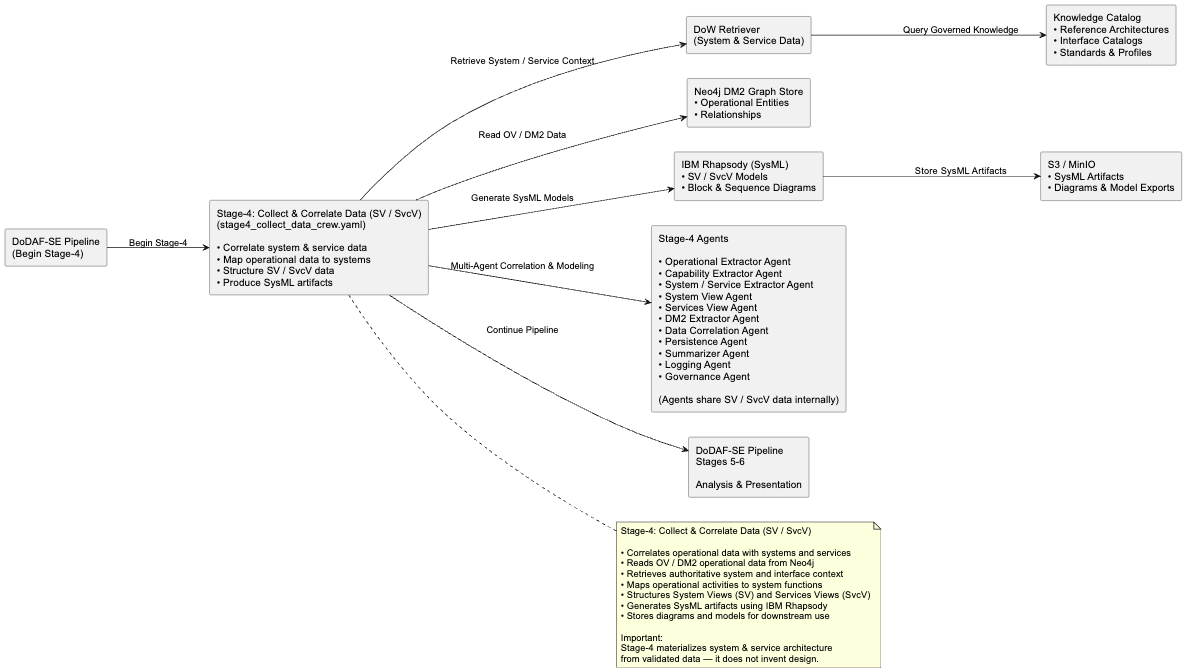 DoDAF-SE Pipeline
(Begin Stage-4)
Begin Stage-4
Stage-4: Collect & Correlate Data (SV / SvcV)
(stage4_collect_data_crew.yaml)
• Correlate system & service data
• Map operational data to systems
• Structure SV / SvcV data
• Produce SysML artifacts
Retrieve System / Service Context
DoW Retriever
(System & Service Data)
Query Governed Knowledge
Knowledge Catalog
• Reference Architectures
• Interface Catalogs
• Standards & Profiles
Read OV / DM2 Data
Neo4j DM2 Graph Store
• Operational Entities
• Relationships
Generate SysML Models
IBM Rhapsody (SysML)
• SV / SvcV Models
• Block & Sequence Diagrams
Store SysML Artifacts
S3 / MinIO
• SysML Artifacts
• Diagrams & Model Exports
Multi-Agent Correlation & Modeling
Stage-4 Agents
• Operational Extractor Agent
• Capability Extractor Agent
• System / Service Extractor Agent
• System View Agent
• Services View Agent
• DM2 Extractor Agent
• Data Correlation Agent
• Persistence Agent
• Summarizer Agent
• Logging Agent
• Governance Agent
(Agents share SV / SvcV data internally)
Continue Pipeline
DoDAF-SE Pipeline
Stages 5-6
Analysis & Presentation
Stage-4: Collect & Correlate Data (SV / SvcV)
• Correlates operational data with systems and services
• Reads OV / DM2 operational data from Neo4j
• Retrieves authoritative system and interface context
• Maps operational activities to system functions
• Structures System Views (SV) and Services Views (SvcV)
• Generates SysML artifacts using IBM Rhapsody
• Stores diagrams and models for downstream use
Important:
Stage-4 materializes system & service architecture
from validated data — it does not invent design.